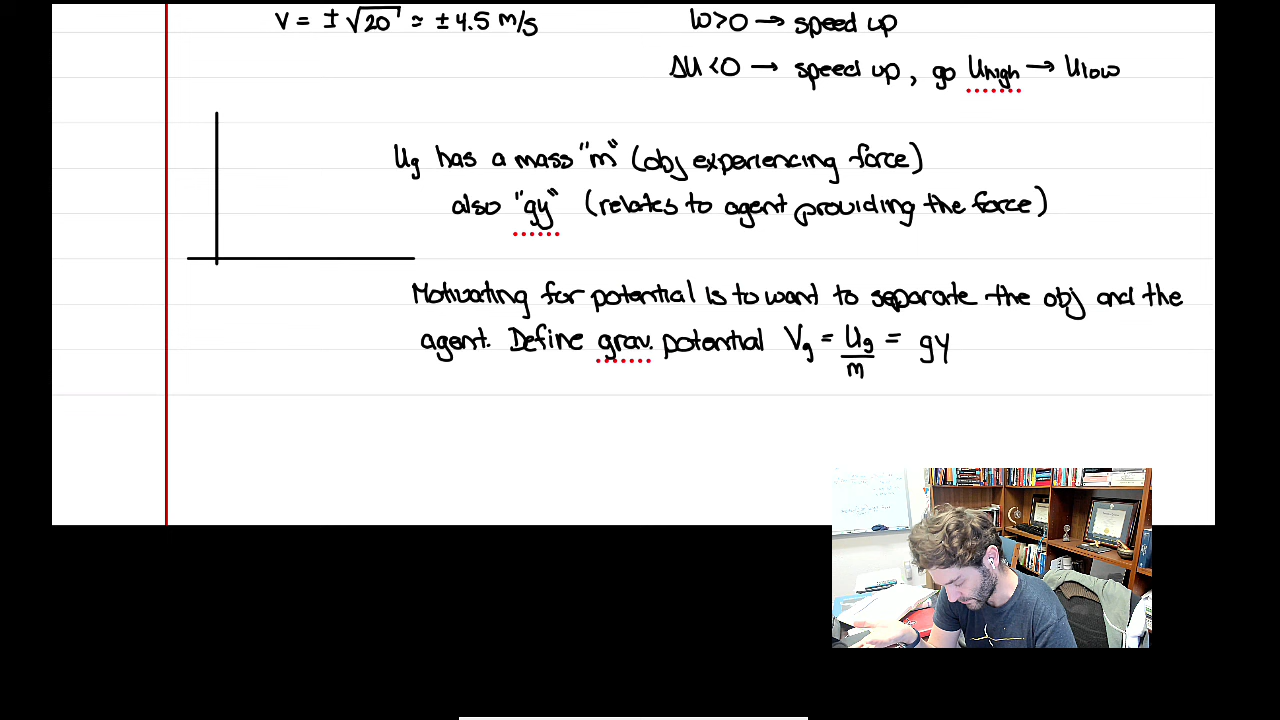 V = ± √20 ≈ ± 4.5 m/s
W>0 → speed up
ΔU <0 → speed up, go Uhigh → Ulow
Ug has a mass "m" (obj experiencing force)
also "gy" (relates to agent providing the force)
Motivating for potential is to want to separate the obj and the
agent. Define grav. potential Vg = Ug/m = gy